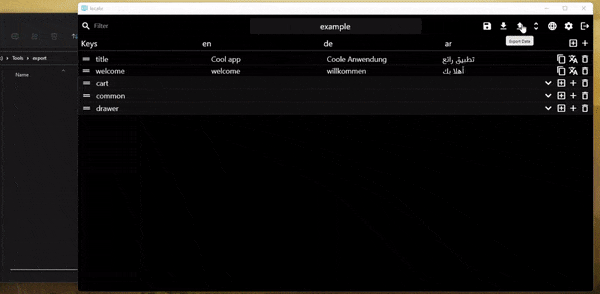 locale
Filter
example
Export Data
Tools > export
Name
Keys en de ar
title Cool app Coole Anwendung تطبيق رائع
welcome welcome willkommen أهلا بك
cart
common
drawer